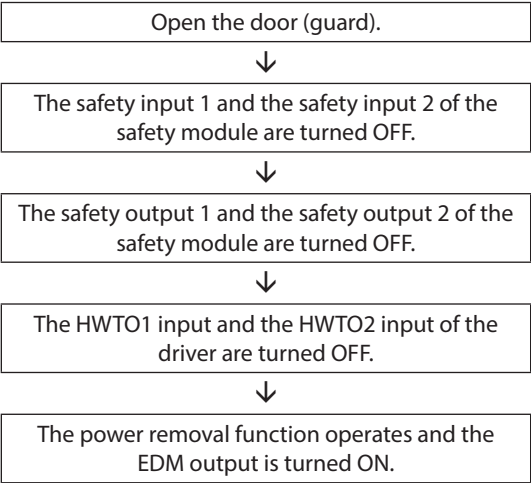 Open the door (guard).
The safety input 1 and the safety input 2 of the
safety module are turned OFF.
The safety output 1 and the safety output 2 of the
safety module are turned OFF.
The HWTO1 input and the HWTO2 input of the
driver are turned OFF.
The power removal function operates and the
EDM output is turned ON.